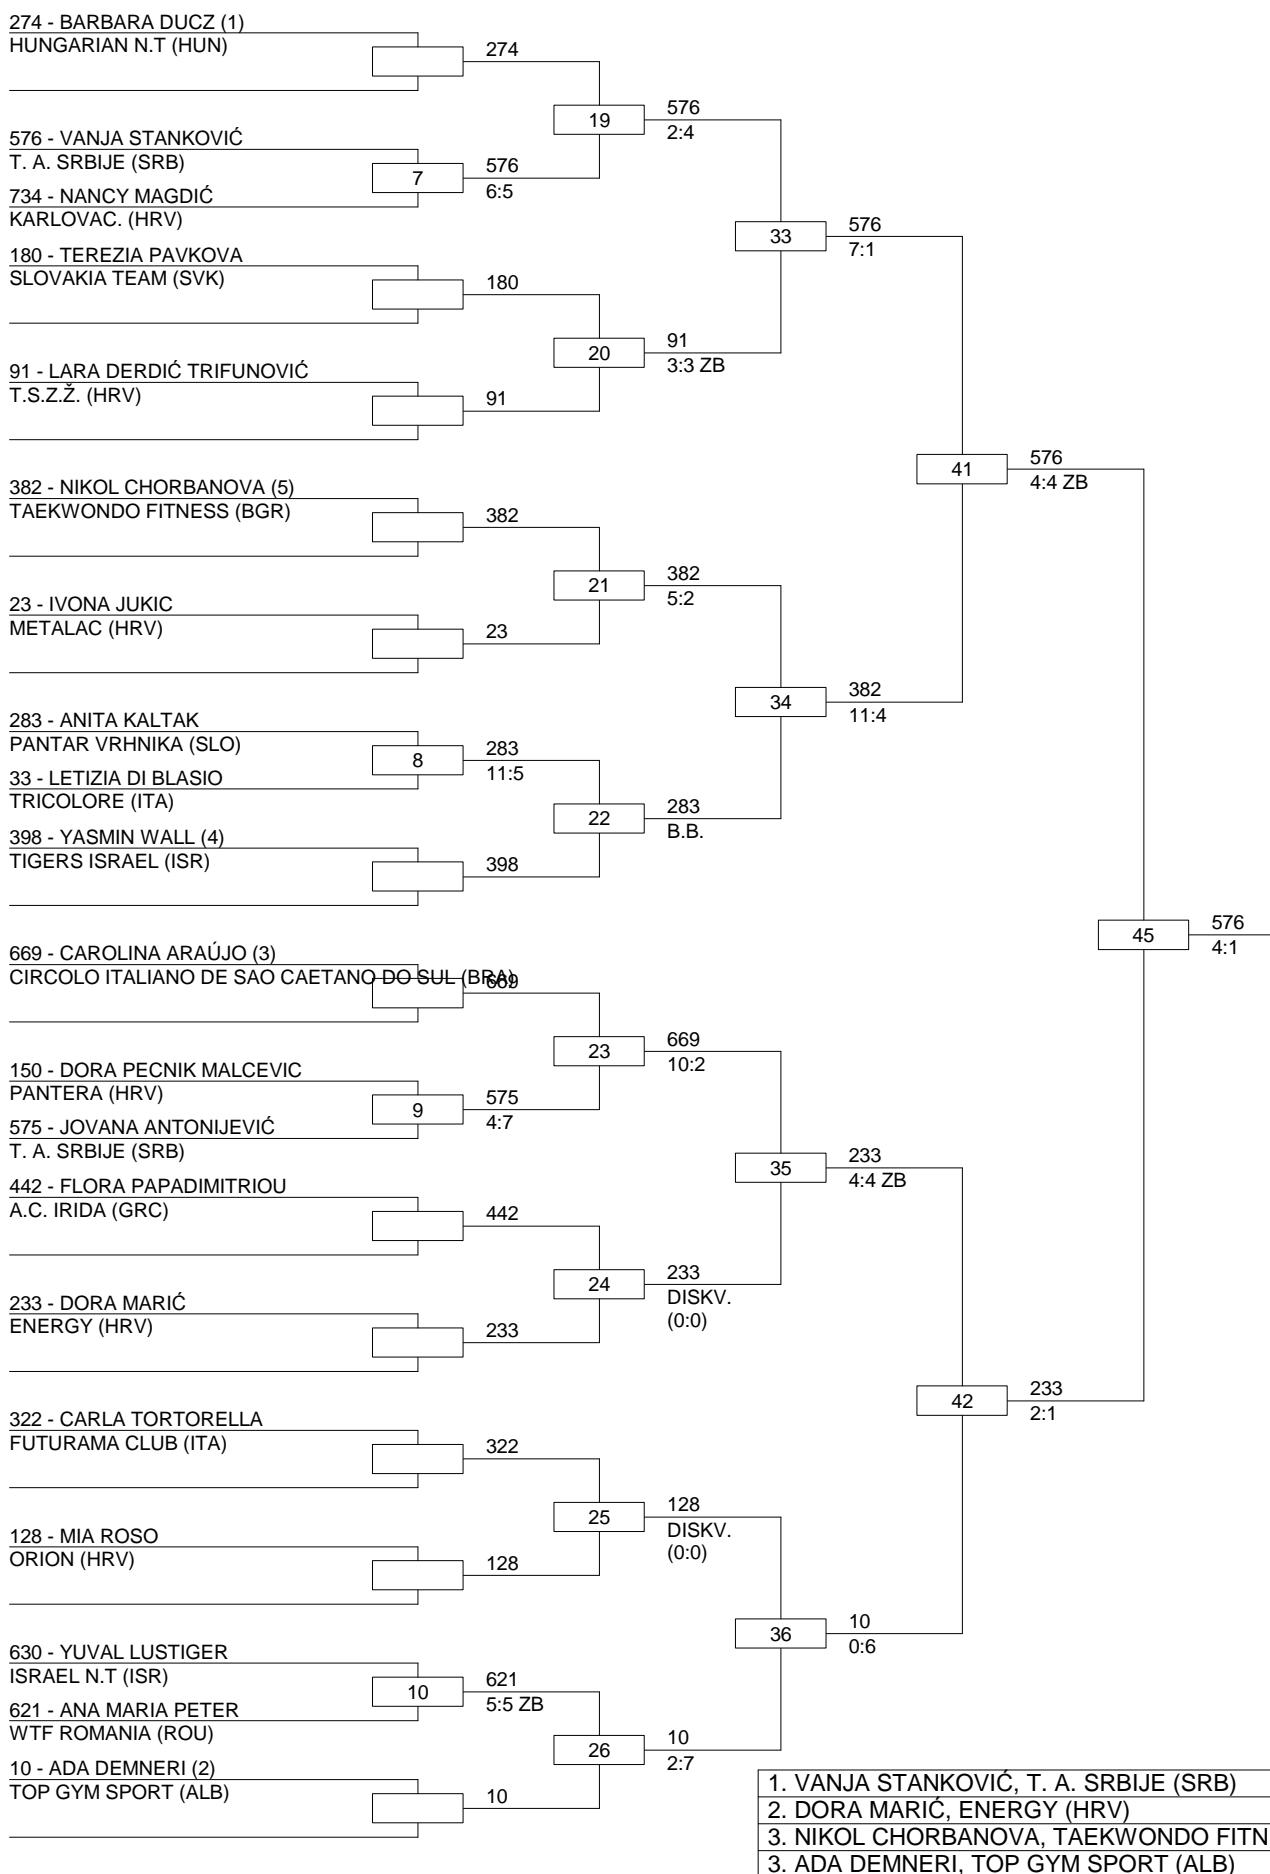 274 - BARBARA DUCZ (1)
HUNGARIAN N.T (HUN)
274
19
576
2:4
576 - VANJA STANKOVIĆ
T. A. SRBIJE (SRB)
7
576
6:5
734 - NANCY MAGDIĆ
KARLOVAC. (HRV)
33
576
7:1
180 - TEREZIA PAVKOVA
SLOVAKIA TEAM (SVK)
180
20
91
3:3 ZB
91 - LARA DERDIĆ TRIFUNOVIĆ
T.S.Z.Ž. (HRV)
91
41
576
4:4 ZB
382 - NIKOL CHORBANOVA (5)
TAEKWONDO FITNESS (BGR)
382
21
382
5:2
23 - IVONA JUKIC
METALAC (HRV)
23
34
382
11:4
283 - ANITA KALTAK
PANTAR VRHNIKA (SLO)
8
283
11:5
33 - LETIZIA DI BLASIO
TRICOLORE (ITA)
22
283
B.B.
398 - YASMIN WALL (4)
TIGERS ISRAEL (ISR)
398
45
576
4:1
669 - CAROLINA ARAÚJO (3)
CIRCOLO ITALIANO DE SAO CAETANO DO SUL (BRA)
669
23
669
10:2
150 - DORA PECNIK MALCEVIC
PANTERA (HRV)
9
575
4:7
575 - JOVANA ANTONIJEVIĆ
T. A. SRBIJE (SRB)
35
233
4:4 ZB
442 - FLORA PAPADIMITRIOU
A.C. IRIDA (GRC)
442
24
233
DISKV.
(0:0)
233 - DORA MARIĆ
ENERGY (HRV)
233
42
233
2:1
322 - CARLA TORTORELLA
FUTURAMA CLUB (ITA)
322
25
128
DISKV.
(0:0)
128 - MIA ROSO
ORION (HRV)
128
36
10
0:6
630 - YUVAL LUSTIGER
ISRAEL N.T (ISR)
10
621
5:5 ZB
621 - ANA MARIA PETER
WTF ROMANIA (ROU)
26
10
2:7
10 - ADA DEMNERI (2)
TOP GYM SPORT (ALB)
10
1. VANJA STANKOVIĆ, T. A. SRBIJE (SRB)
2. DORA MARIĆ, ENERGY (HRV)
3. NIKOL CHORBANOVA, TAEKWONDO FITN
3. ADA DEMNERI, TOP GYM SPORT (ALB)